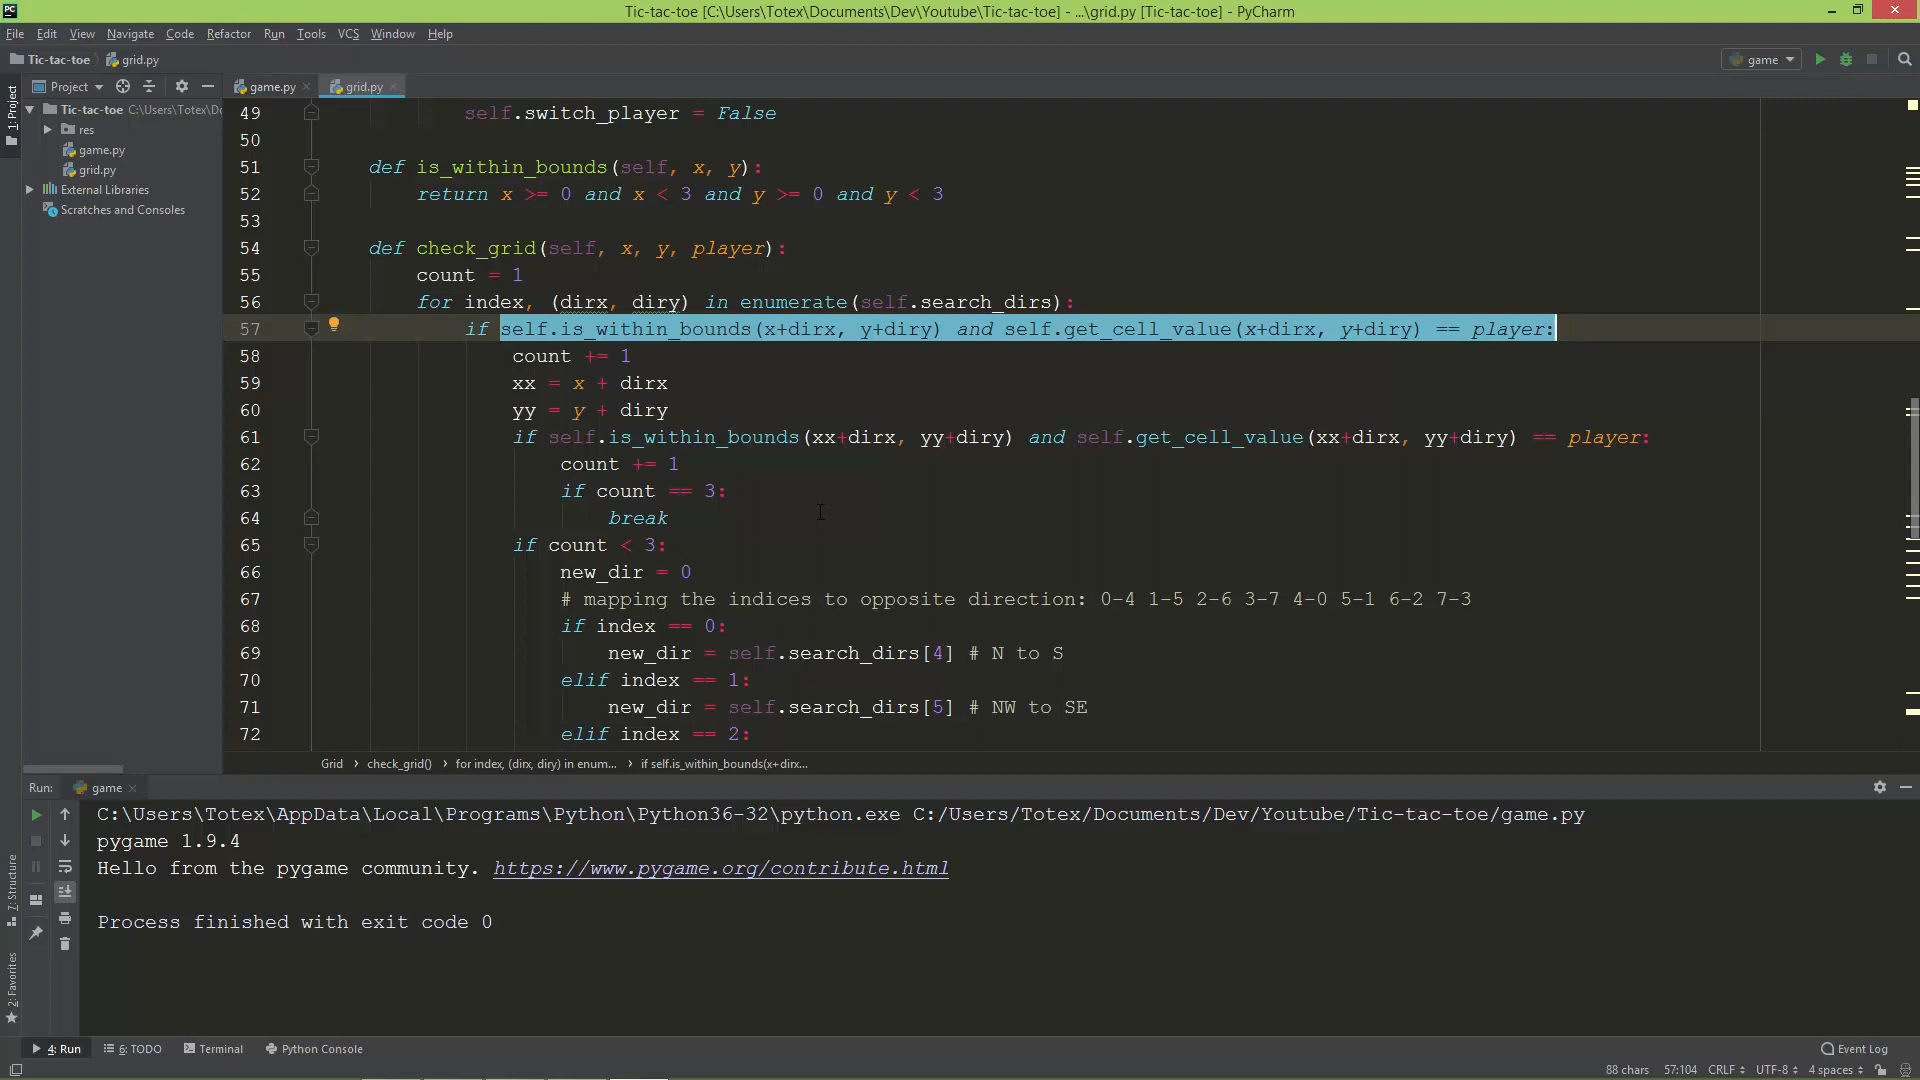 PC
Tic-tac-toe [C:\Users\Totex\Documents\Dev\Youtube\Tic-tac-toe] - ...\grid.py [Tic-tac-toe] - PyCharm
File Edit View Navigate Code Refactor Run Tools VCS Window Help
Tic-tac-toe grid.py
game
1: Project
Project
game.py
grid.py
Tic-tac-toe C:\Users\Totex\D
res
game.py
grid.py
External Libraries
Scratches and Consoles
49 self.switch_player = False
50
51 def is_within_bounds(self, x, y):
52 return x >= 0 and x < 3 and y >= 0 and y < 3
53
54 def check_grid(self, x, y, player):
55 count = 1
56 for index, (dirx, diry) in enumerate(self.search_dirs):
57 if self.is_within_bounds(x+dirx, y+diry) and self.get_cell_value(x+dirx, y+diry) == player:
58 count += 1
59 xx = x + dirx
60 yy = y + diry
61 if self.is_within_bounds(xx+dirx, yy+diry) and self.get_cell_value(xx+dirx, yy+diry) == player:
62 count += 1
63 if count == 3:
64 break
65 if count < 3:
66 new_dir = 0
67 # mapping the indices to opposite direction: 0-4 1-5 2-6 3-7 4-0 5-1 6-2 7-3
68 if index == 0:
69 new_dir = self.search_dirs[4] # N to S
70 elif index == 1:
71 new_dir = self.search_dirs[5] # NW to SE
72 elif index == 2:
Grid check_grid() for index, (dirx, diry) in enum... if self.is_within_bounds(x+dirx...
Run: game
C:\Users\Totex\AppData\Local\Programs\Python\Python36-32\python.exe C:/Users/Totex/Documents/Dev/Youtube/Tic-tac-toe/game.py
pygame 1.9.4
Hello from the pygame community. https://www.pygame.org/contribute.html
Process finished with exit code 0
7: Structure
2: Favorites
4: Run 6: TODO Terminal Python Console Event Log
88 chars 57:104 CRLF UTF-8 4 spaces